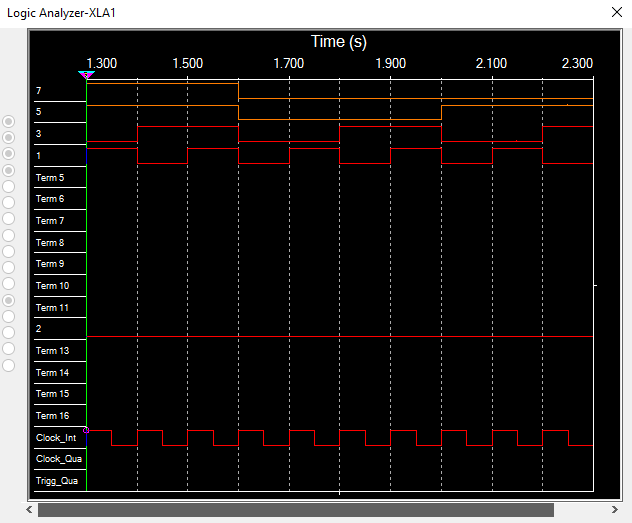 Logic Analyzer-XLA1
Time (s)
1.300 1.500 1.700 1.900 2.100 2.300
7
5
3
1
Term 5
Term 6
Term 7
Term 8
Term 9
Term 10
Term 11
2
Term 13
Term 14
Term 15
Term 16
Clock_Int
Clock_Qua
Trigg_Qua